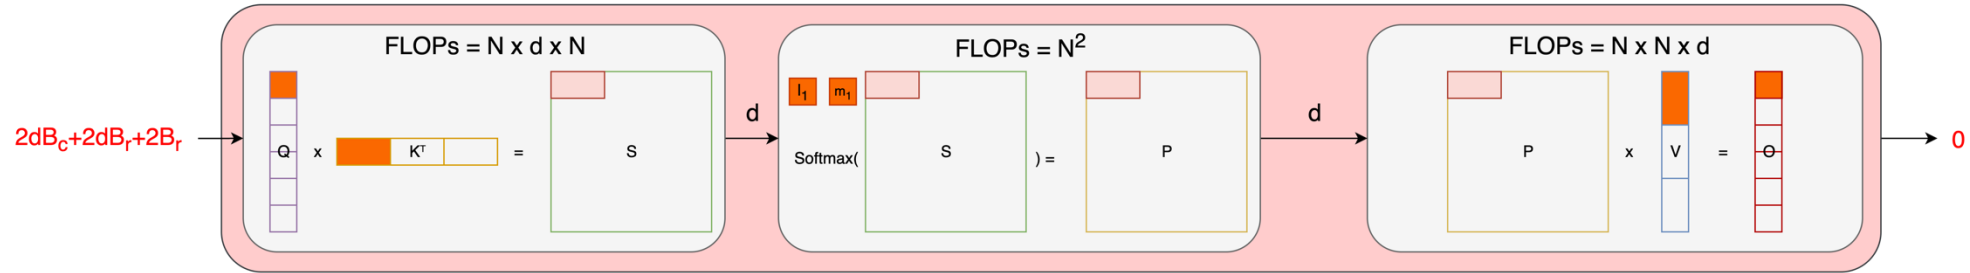 FLOPs = N x d x N
FLOPs = N²
FLOPs = N x N x d
2dBc+2dBr+2Br
Q x Kᵀ = S
d
l₁ m₁
Softmax( S ) = P
d
P x V = O
0